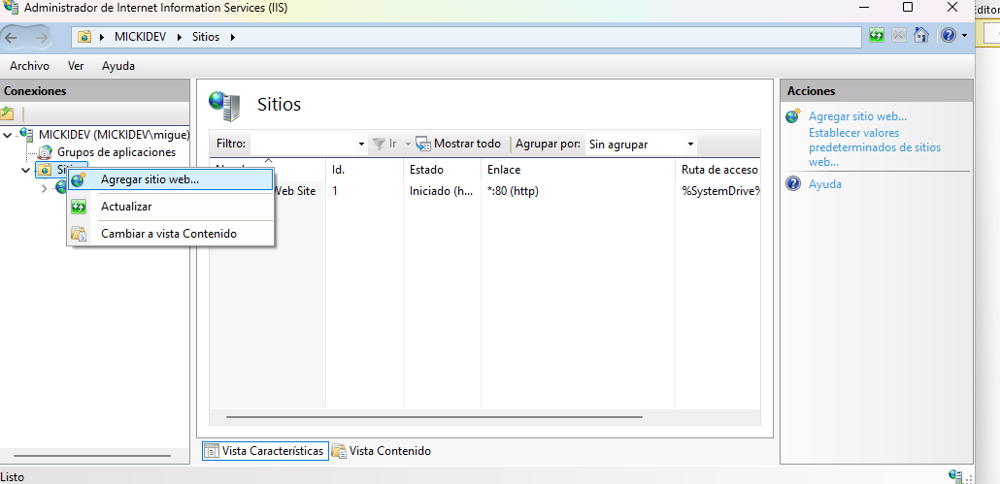 Administrador de Internet Information Services (IIS)
MICKIDEV Sitios
Archivo Ver Ayuda
Conexiones
MICKIDEV (MICKIDEV\migue)
Grupos de aplicaciones
Agregar sitio web...
Actualizar
Cambiar a vista Contenido
Sitios
Filtro: Ir Mostrar todo Agrupar por: Sin agrupar
Id. Estado Enlace Ruta de acceso
Web Site 1 Iniciado (h... *:80 (http) %SystemDrive%
Vista Características Vista Contenido
Acciones
Agregar sitio web...
Establecer valores
predeterminados de sitios
web...
Ayuda
Listo